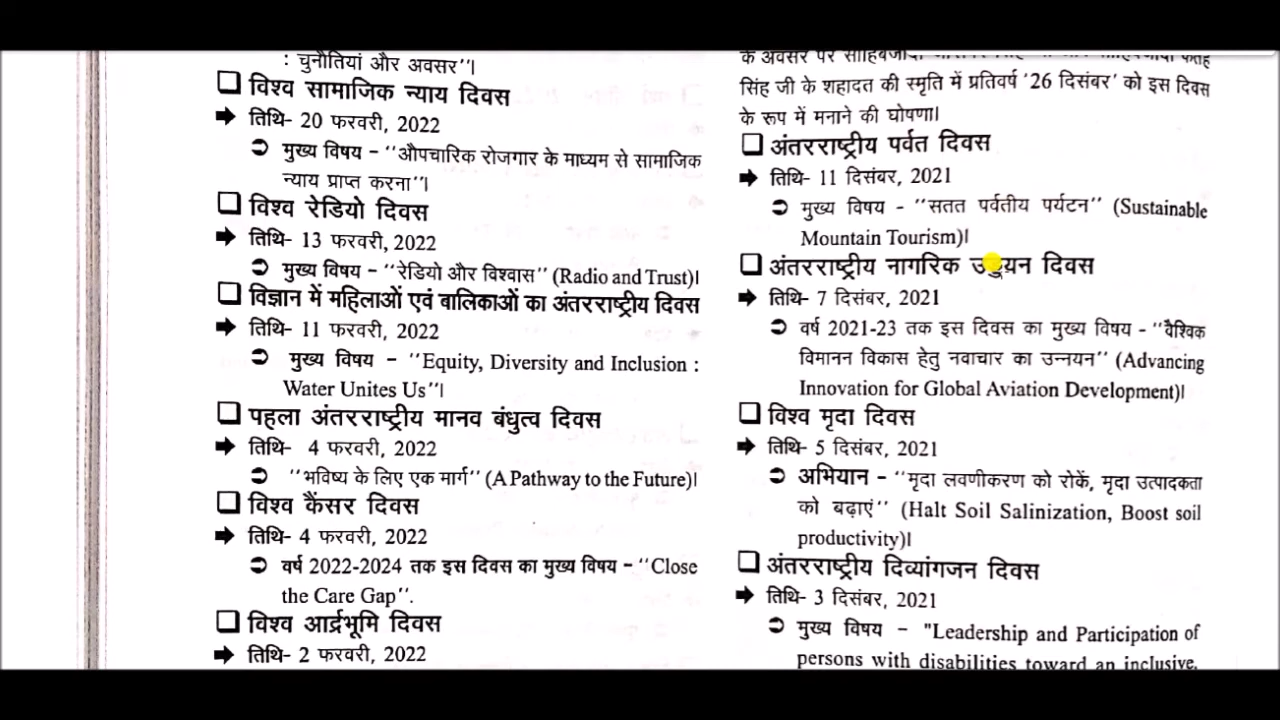 : चुनौतियां और अवसर''।
❑ विश्व सामाजिक न्याय दिवस
➔ तिथि- 20 फरवरी, 2022
➲ मुख्य विषय - ''औपचारिक रोजगार के माध्यम से सामाजिक
न्याय प्राप्त करना''।
❑ विश्व रेडियो दिवस
➔ तिथि- 13 फरवरी, 2022
➲ मुख्य विषय - ''रेडियो और विश्वास'' (Radio and Trust)।
❑ विज्ञान में महिलाओं एवं बालिकाओं का अंतरराष्ट्रीय दिवस
➔ तिथि- 11 फरवरी, 2022
➲ मुख्य विषय - ''Equity, Diversity and Inclusion :
Water Unites Us''।
❑ पहला अंतरराष्ट्रीय मानव बंधुत्व दिवस
➔ तिथि- 4 फरवरी, 2022
➲ ''भविष्य के लिए एक मार्ग'' (A Pathway to the Future)।
❑ विश्व कैंसर दिवस
➔ तिथि- 4 फरवरी, 2022
➲ वर्ष 2022-2024 तक इस दिवस का मुख्य विषय - ''Close
the Care Gap''.
❑ विश्व आर्द्रभूमि दिवस
➔ तिथि- 2 फरवरी, 2022
के अवसर पर साहिबजादा
सिंह जी के शहादत की स्मृति में प्रतिवर्ष '26 दिसंबर' को इस दिवस
के रूप में मनाने की घोषणा।
❑ अंतरराष्ट्रीय पर्वत दिवस
➔ तिथि- 11 दिसंबर, 2021
➲ मुख्य विषय - ''सतत पर्वतीय पर्यटन'' (Sustainable
Mountain Tourism)।
❑ अंतरराष्ट्रीय नागरिक उड्डयन दिवस
➔ तिथि- 7 दिसंबर, 2021
➲ वर्ष 2021-23 तक इस दिवस का मुख्य विषय - ''वैश्विक
विमानन विकास हेतु नवाचार का उन्नयन'' (Advancing
Innovation for Global Aviation Development)।
❑ विश्व मृदा दिवस
➔ तिथि- 5 दिसंबर, 2021
➲ अभियान - ''मृदा लवणीकरण को रोकें, मृदा उत्पादकता
को बढ़ाएं'' (Halt Soil Salinization, Boost soil
productivity)।
❑ अंतरराष्ट्रीय दिव्यांगजन दिवस
➔ तिथि- 3 दिसंबर, 2021
➲ मुख्य विषय - "Leadership and Participation of
persons with disabilities toward an inclusive,